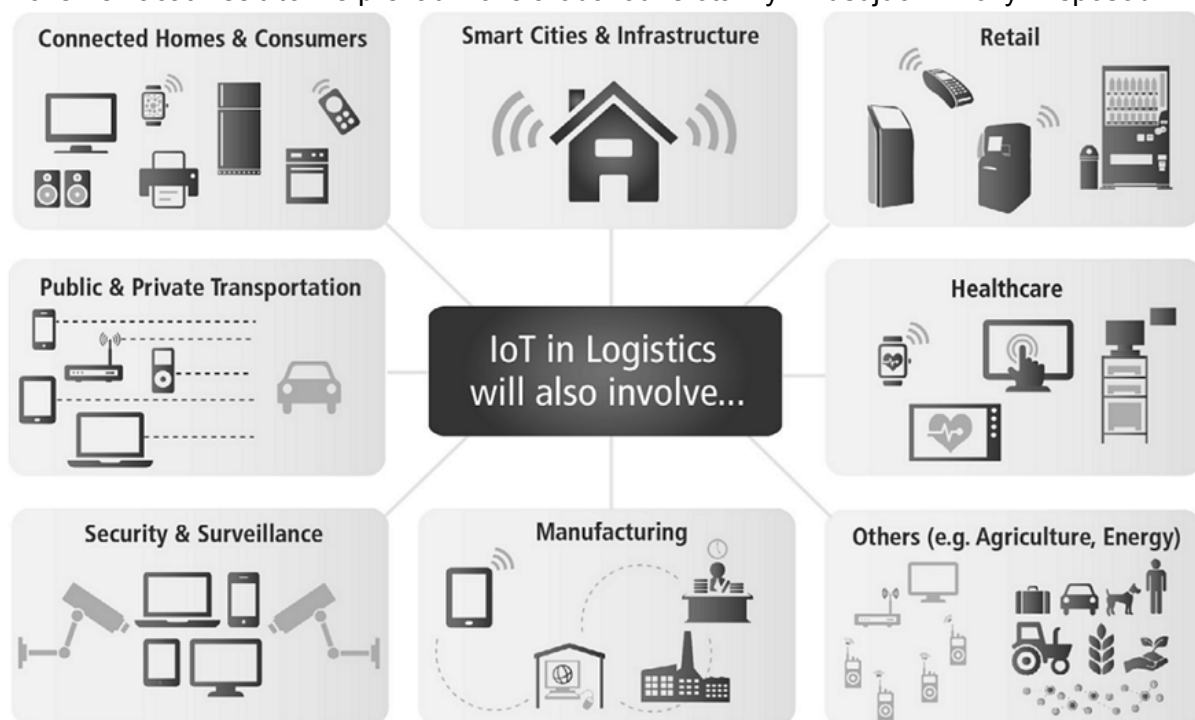 Connected Homes & Consumers
Smart Cities & Infrastructure
Retail
Public & Private Transportation
IoT in Logistics
will also involve...
Healthcare
Security & Surveillance
Manufacturing
Others (e.g. Agriculture, Energy)